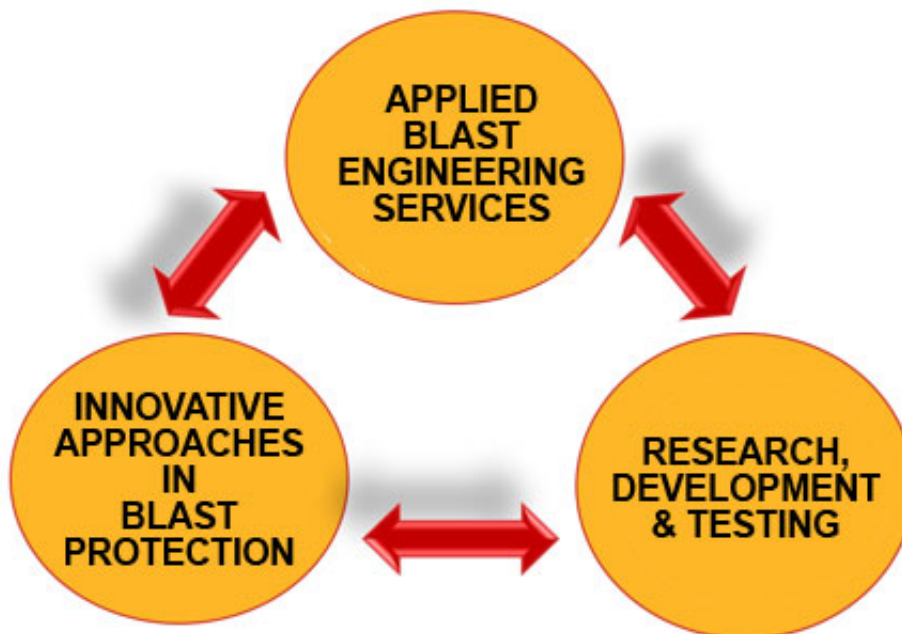 APPLIED
BLAST
ENGINEERING
SERVICES
INNOVATIVE
APPROACHES
IN
BLAST
PROTECTION
RESEARCH,
DEVELOPMENT
& TESTING